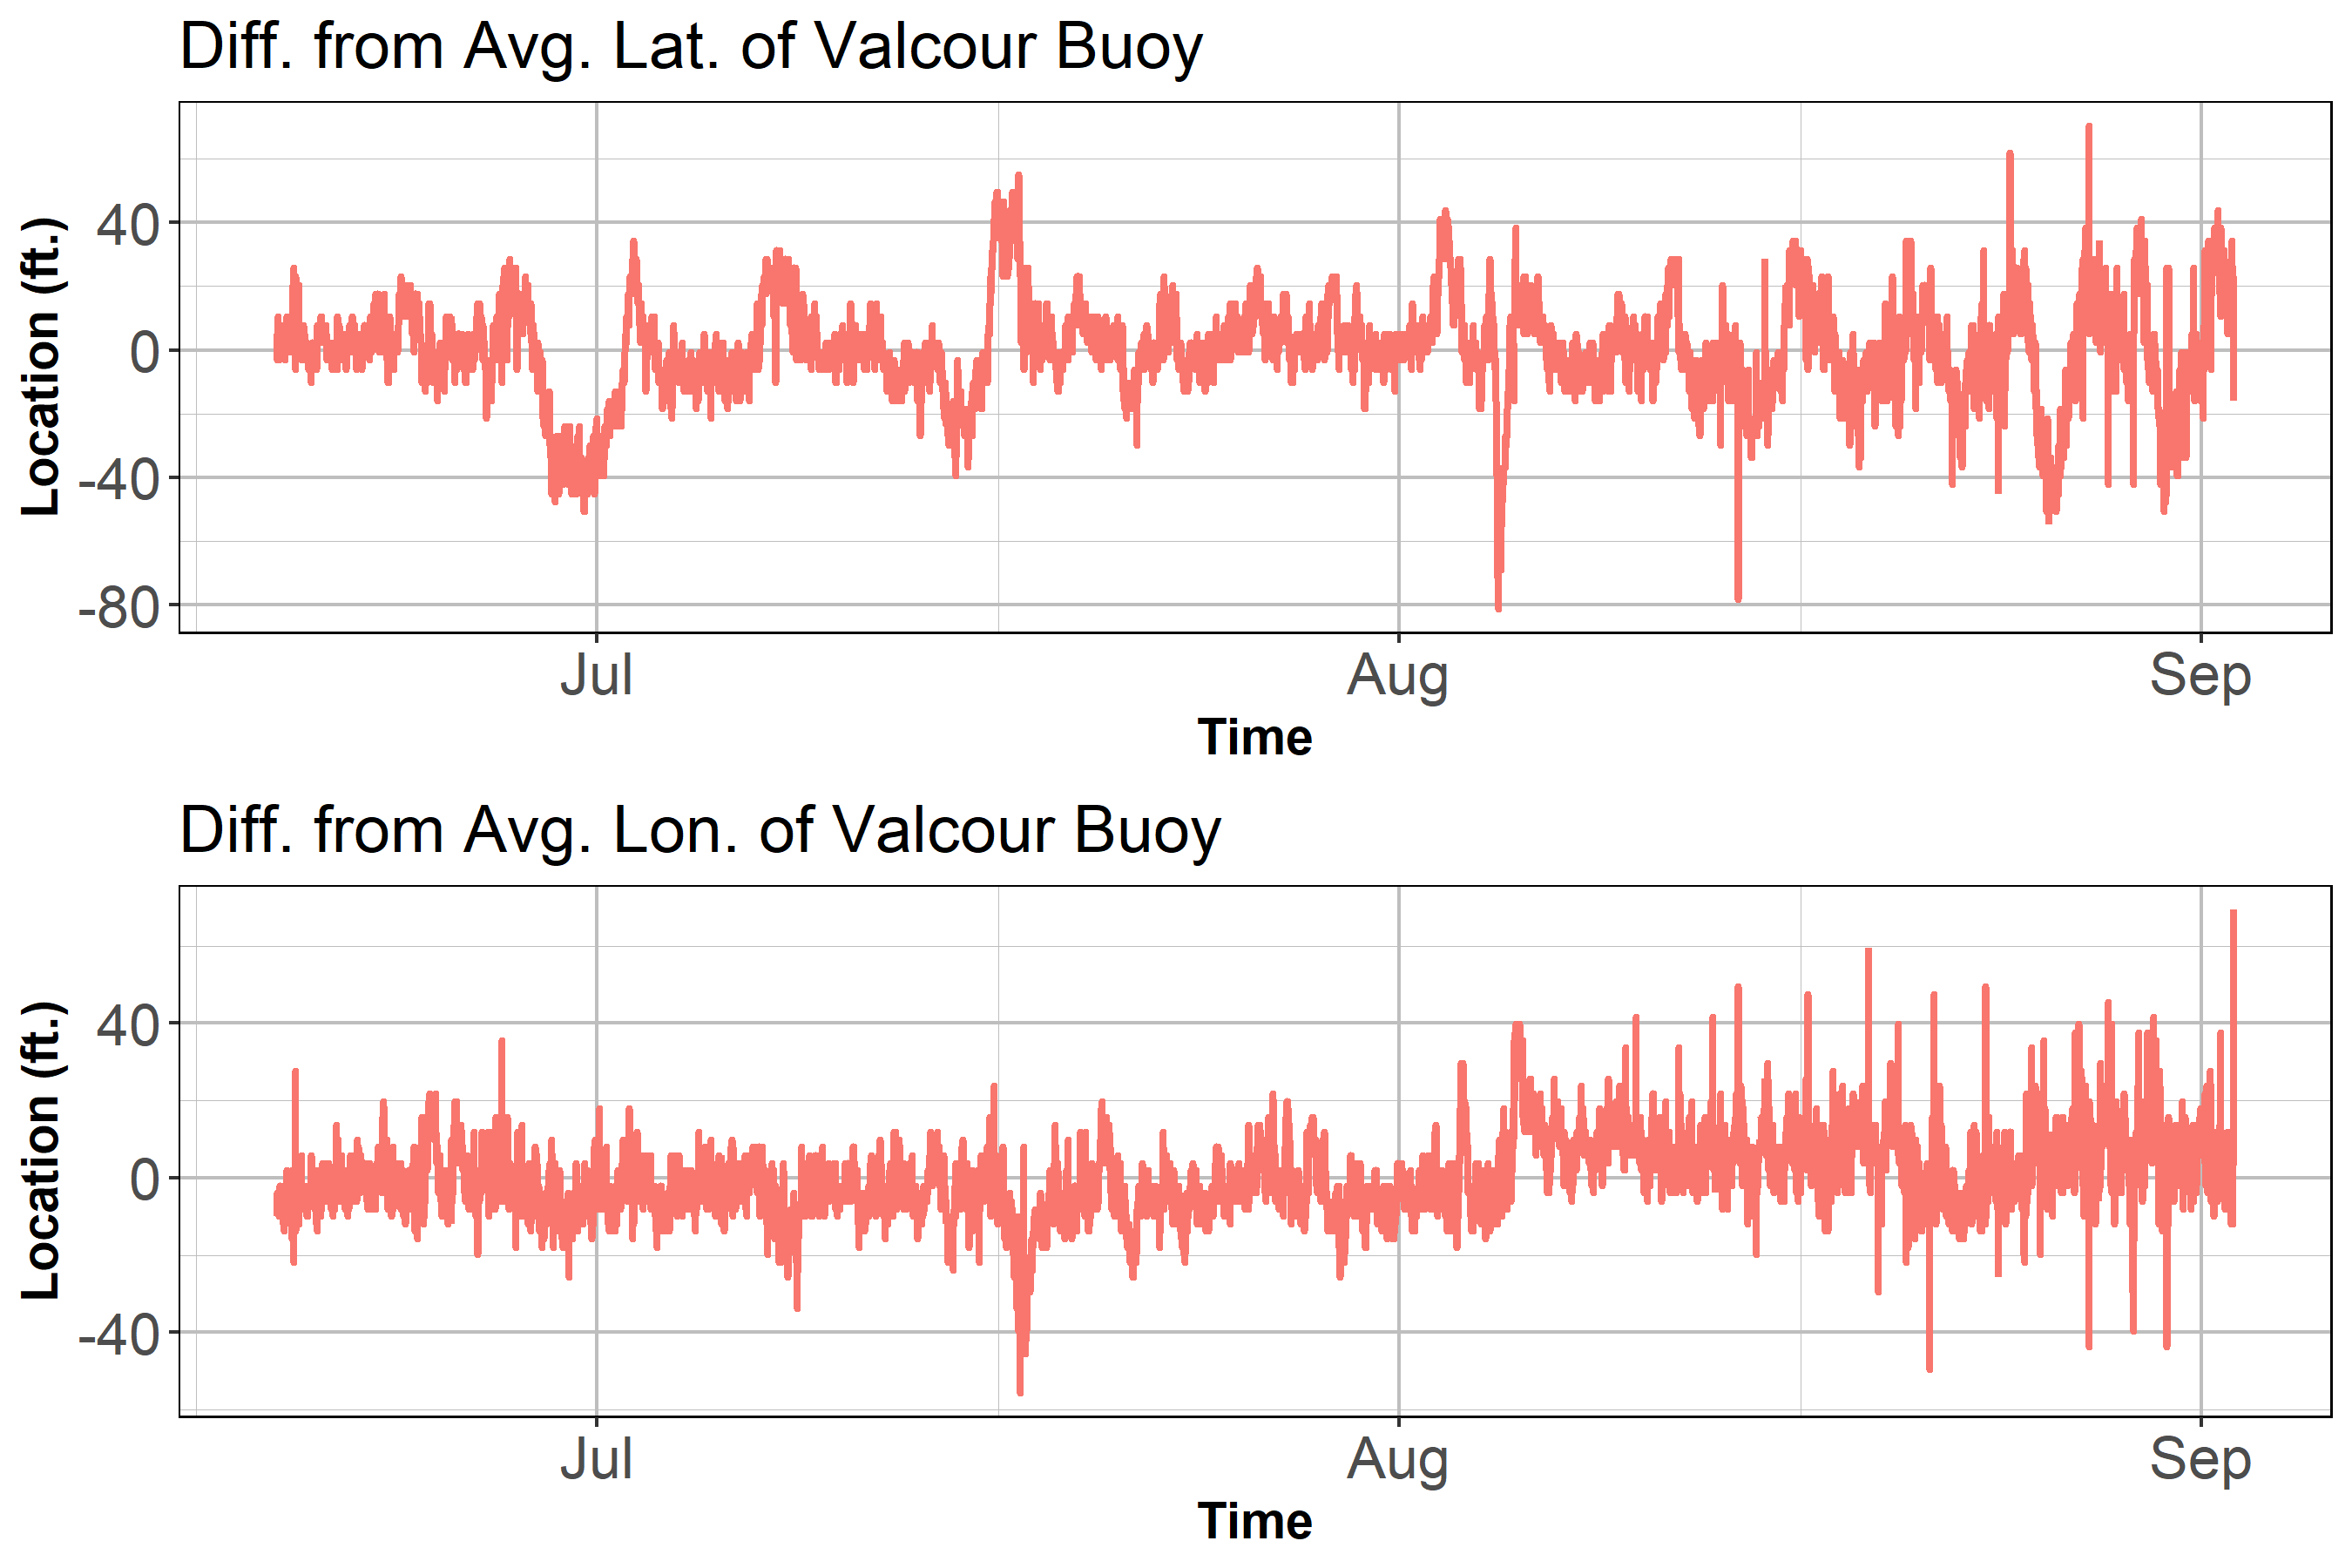 Diff. from Avg. Lat. of Valcour Buoy
Location (ft.)
40
0
-40
-80
Jul Aug Sep
Time
Diff. from Avg. Lon. of Valcour Buoy
Location (ft.)
40
0
-40
Jul Aug Sep
Time